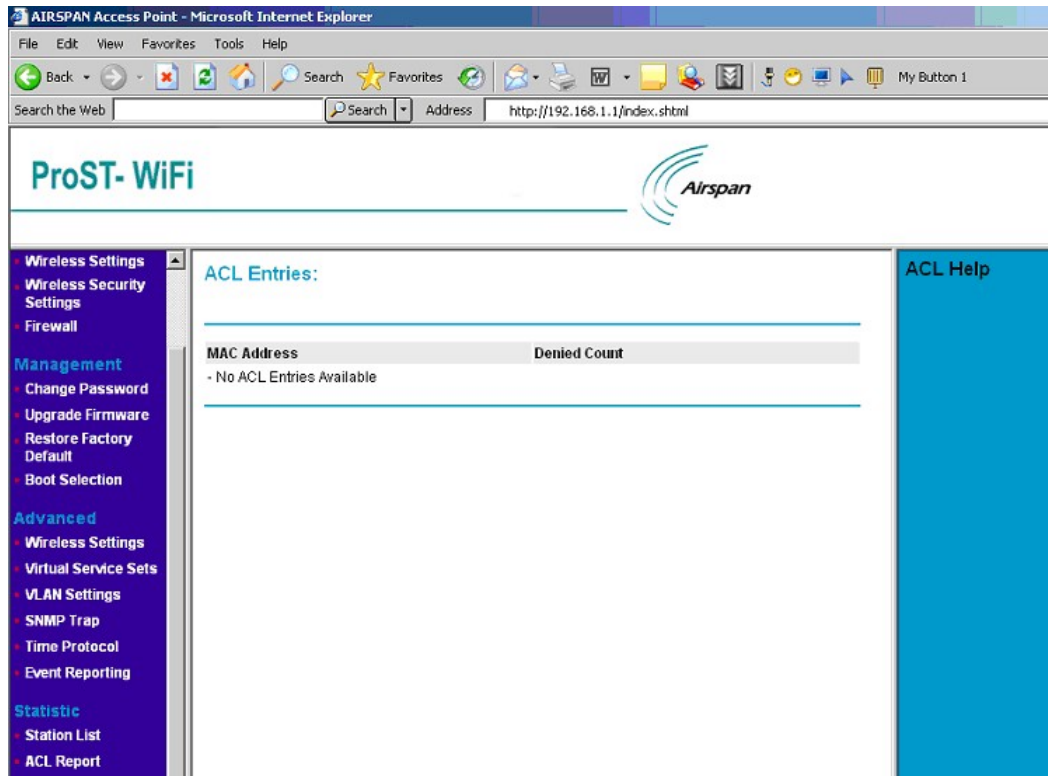 AIRSPAN Access Point - Microsoft Internet Explorer
File Edit View Favorites Tools Help
Back Search Favorites My Button 1
Search the Web Search Address http://192.168.1.1/index.shtml
ProST- WiFi
Airspan
Wireless Settings
Wireless Security
Settings
Firewall
Management
Change Password
Upgrade Firmware
Restore Factory
Default
Boot Selection
Advanced
Wireless Settings
Virtual Service Sets
VLAN Settings
SNMP Trap
Time Protocol
Event Reporting
Statistic
Station List
ACL Report
ACL Entries:
MAC Address Denied Count
- No ACL Entries Available
ACL Help